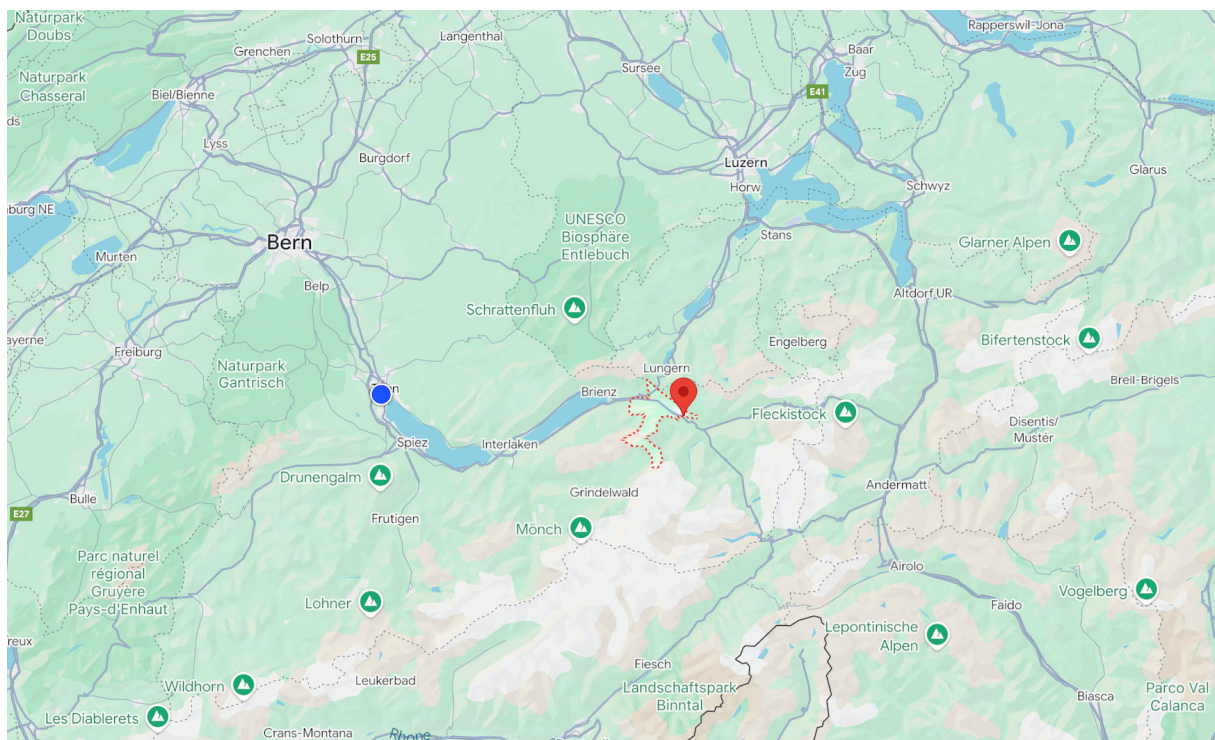 Naturpark
Doubs
Solothurn
Langenthal
Grenchen
E25
Rapperswil-Jona
Baar
Zug
Sursee
Naturpark
Chasseral
Biel/Bienne
E41
ds
Lyss
Burgdorf
Luzern
Horw
Glarus
Schwyz
burg NE
UNESCO
Biosphäre
Entlebuch
Stans
Bern
Glarner Alpen
Murten
Belp
Altdorf UR
Schrattenfluh
ayerne
Freiburg
Engelberg
Bifertenstock
Naturpark
Gantrisch
Lungern
Breil-Brigels
Brienz
Fleckistock
Disentis/
Mustér
Spiez
Interlaken
Drunengalm
Andermatt
Bulle
Grindelwald
E27
Frutigen
Mönch
Parc naturel
régional
Gruyère
Pays-d'Enhaut
Airolo
Vogelberg
Lohner
Faido
Lepontinische
Alpen
reux
Fiesch
Leukerbad
Wildhorn
Landschaftspark
Binntal
Biasca
Parco Val
Calanca
Les Diablerets
Crans-Montana
Rhone